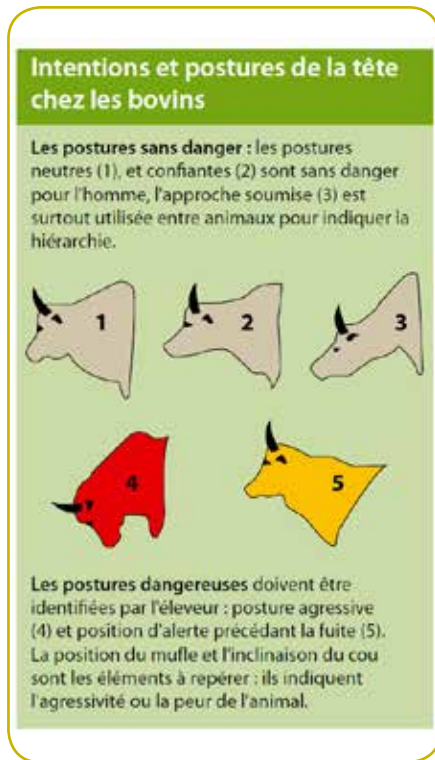 Intentions et postures de la tête
chez les bovins
Les postures sans danger : les postures
neutres (1), et confiantes (2) sont sans danger
pour l'homme, l'approche soumise (3) est
surtout utilisée entre animaux pour indiquer la
hiérarchie.
1 2 3
4 5
Les postures dangereuses doivent être
identifiées par l'éleveur : posture agressive
(4) et position d'alerte précédant la fuite (5).
La position du mufle et l'inclinaison du cou
sont les éléments à repérer : ils indiquent
l'agressivité ou la peur de l'animal.